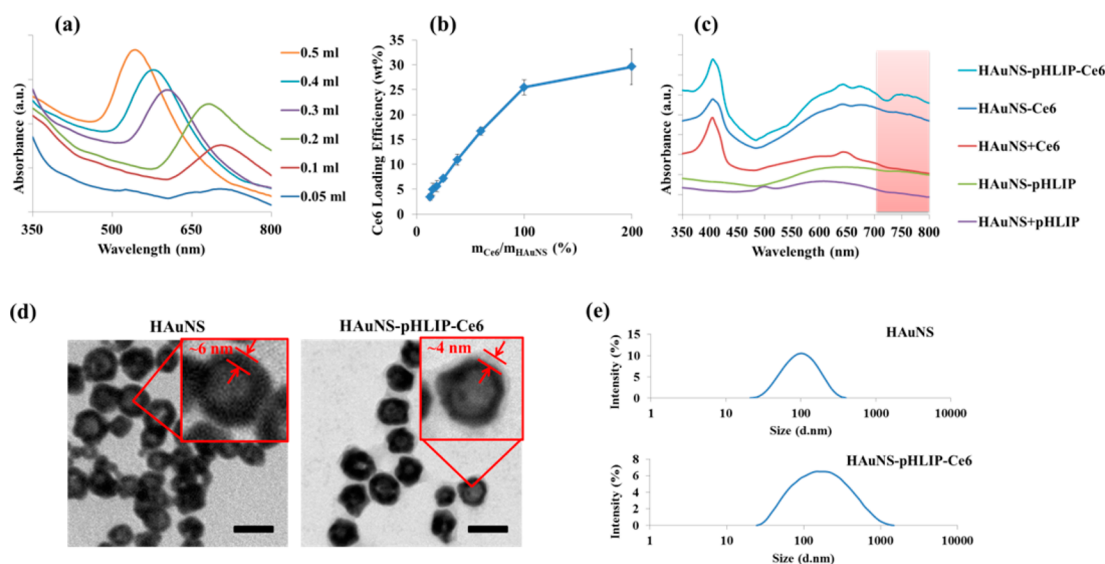 (a)
Absorbance (a.u.)
0.5 ml
0.4 ml
0.3 ml
0.2 ml
0.1 ml
0.05 ml
350 500 650 800
Wavelength (nm)
(b)
Ce6 Loading Efficiency (wt%)
35
30
25
20
15
10
5
0
0 100 200
mCe6/mHAuNS (%)
(c)
Absorbance (a.u.)
350 400 450 500 550 600 650 700 750 800
Wavelength (nm)
HAuNS-pHLIP-Ce6
HAuNS-Ce6
HAuNS+Ce6
HAuNS-pHLIP
HAuNS+pHLIP
(d)
HAuNS
~6 nm
HAuNS-pHLIP-Ce6
~4 nm
(e)
HAuNS
Intensity (%)
15
10
5
0
1 10 100 1000 10000
Size (d.nm)
HAuNS-pHLIP-Ce6
Intensity (%)
8
6
4
2
0
1 10 100 1000 10000
Size (d.nm)